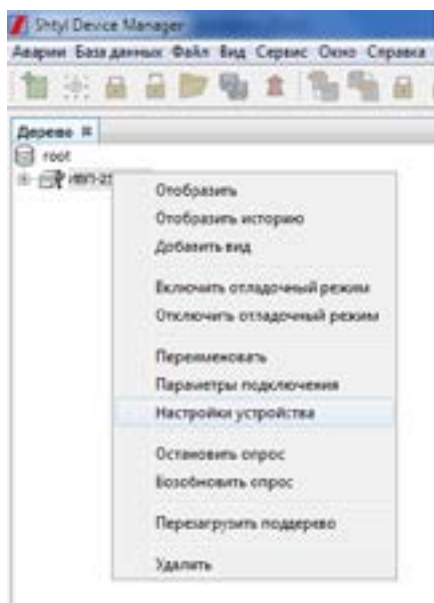 Shtyl Device Manager
Аварии База данных Файл Вид Сервис Окно Справка
Дерево
root
Отобразить
Отобразить историю
Добавить вид
Включить отладочный режим
Отключить отладочный режим
Переименовать
Параметры подключения
Настройки устройства
Остановить опрос
Возобновить опрос
Перезагрузить поддерево
Удалить